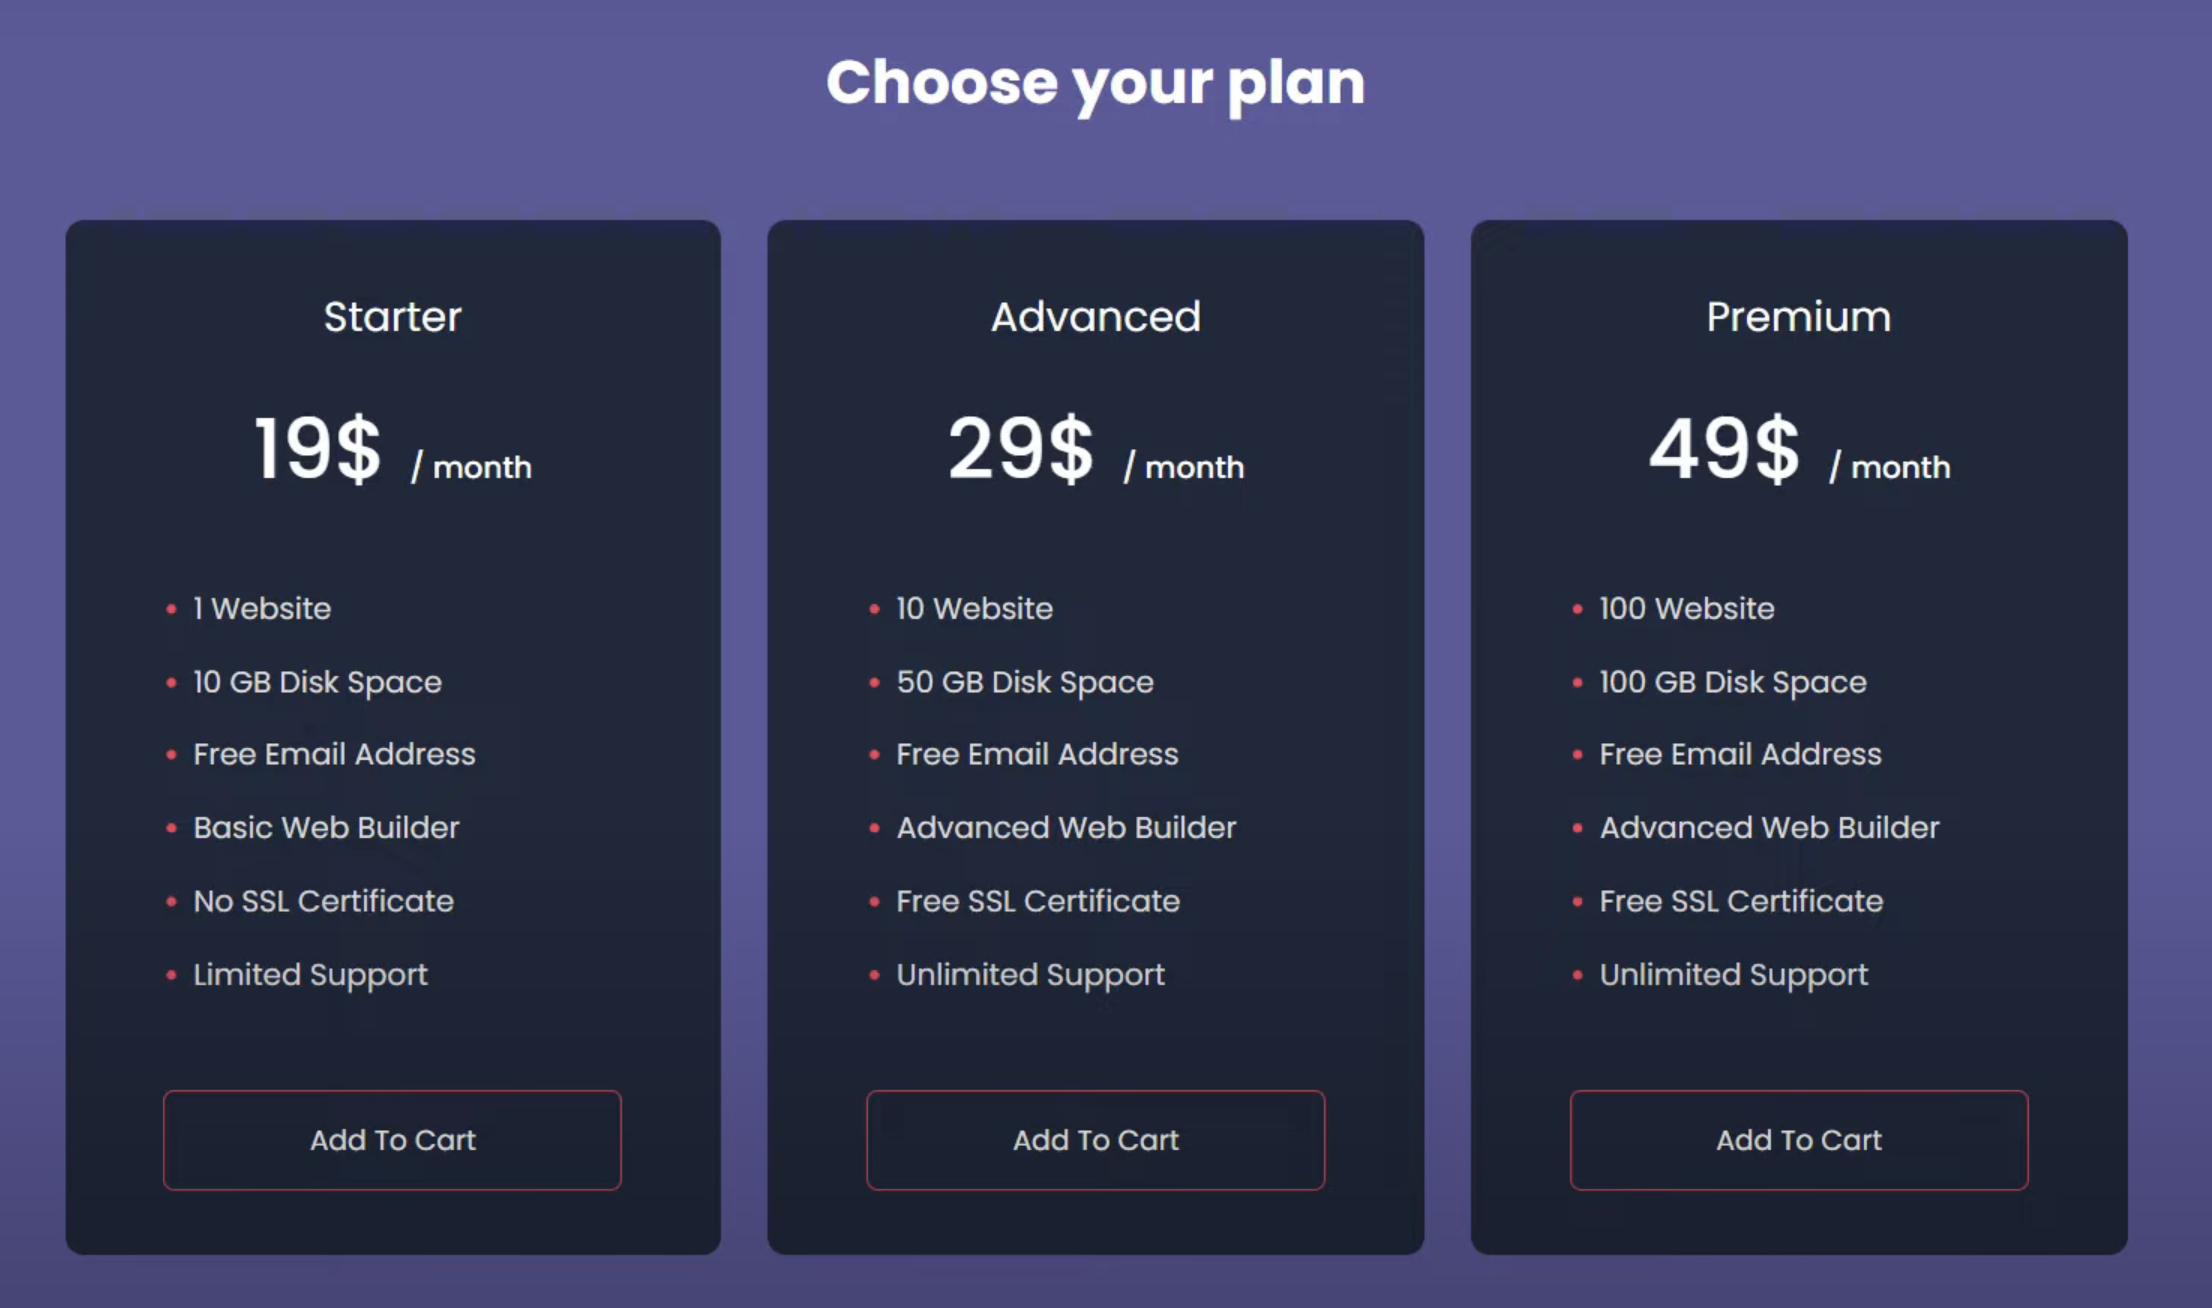 Choose your plan
Starter
19$ / month
• 1 Website
• 10 GB Disk Space
• Free Email Address
• Basic Web Builder
• No SSL Certificate
• Limited Support
Add To Cart
Advanced
29$ / month
• 10 Website
• 50 GB Disk Space
• Free Email Address
• Advanced Web Builder
• Free SSL Certificate
• Unlimited Support
Add To Cart
Premium
49$ / month
• 100 Website
• 100 GB Disk Space
• Free Email Address
• Advanced Web Builder
• Free SSL Certificate
• Unlimited Support
Add To Cart